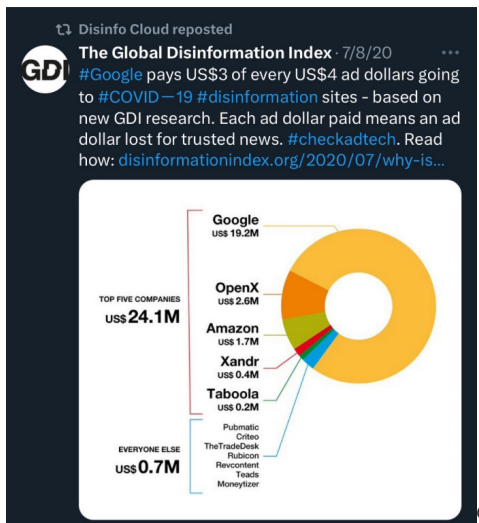 Disinfo Cloud reposted
GDI
The Global Disinformation Index · 7/8/20 ...
#Google pays US$3 of every US$4 ad dollars going
to #COVID—19 #disinformation sites - based on
new GDI research. Each ad dollar paid means an ad
dollar lost for trusted news. #checkadtech. Read
how: disinformationindex.org/2020/07/why-is...
Google
US$ 19.2M
OpenX
US$ 2.6M
TOP FIVE COMPANIES
US$24.1M
Amazon
US$ 1.7M
Xandr
US$ 0.4M
Taboola
US$ 0.2M
EVERYONE ELSE
US$0.7M
Pubmatic
Criteo
TheTradeDesk
Rubicon
Revcontent
Teads
Moneytizer